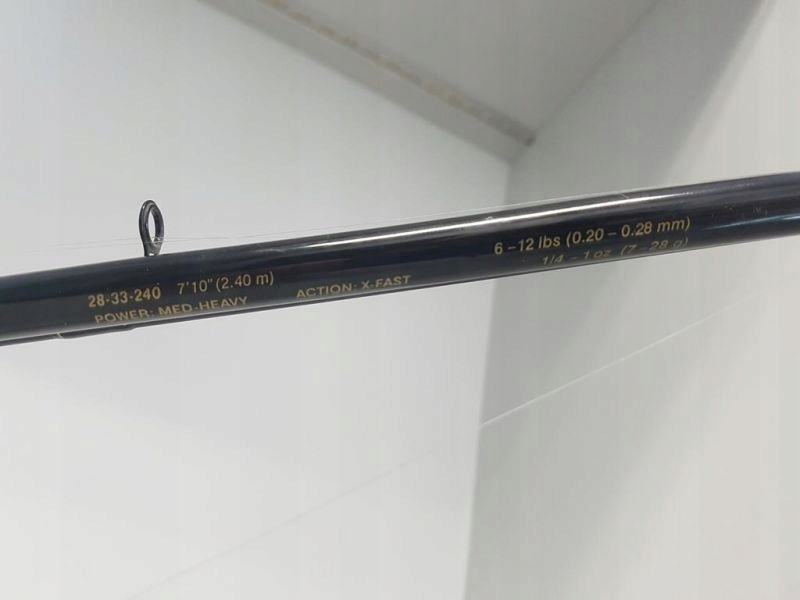 28-33-240 7'10" (2.40 m)
POWER: MED-HEAVY ACTION: X-FAST
6-12 lbs (0.20 - 0.28 mm)
1/4 - 1 oz (7-28 g)